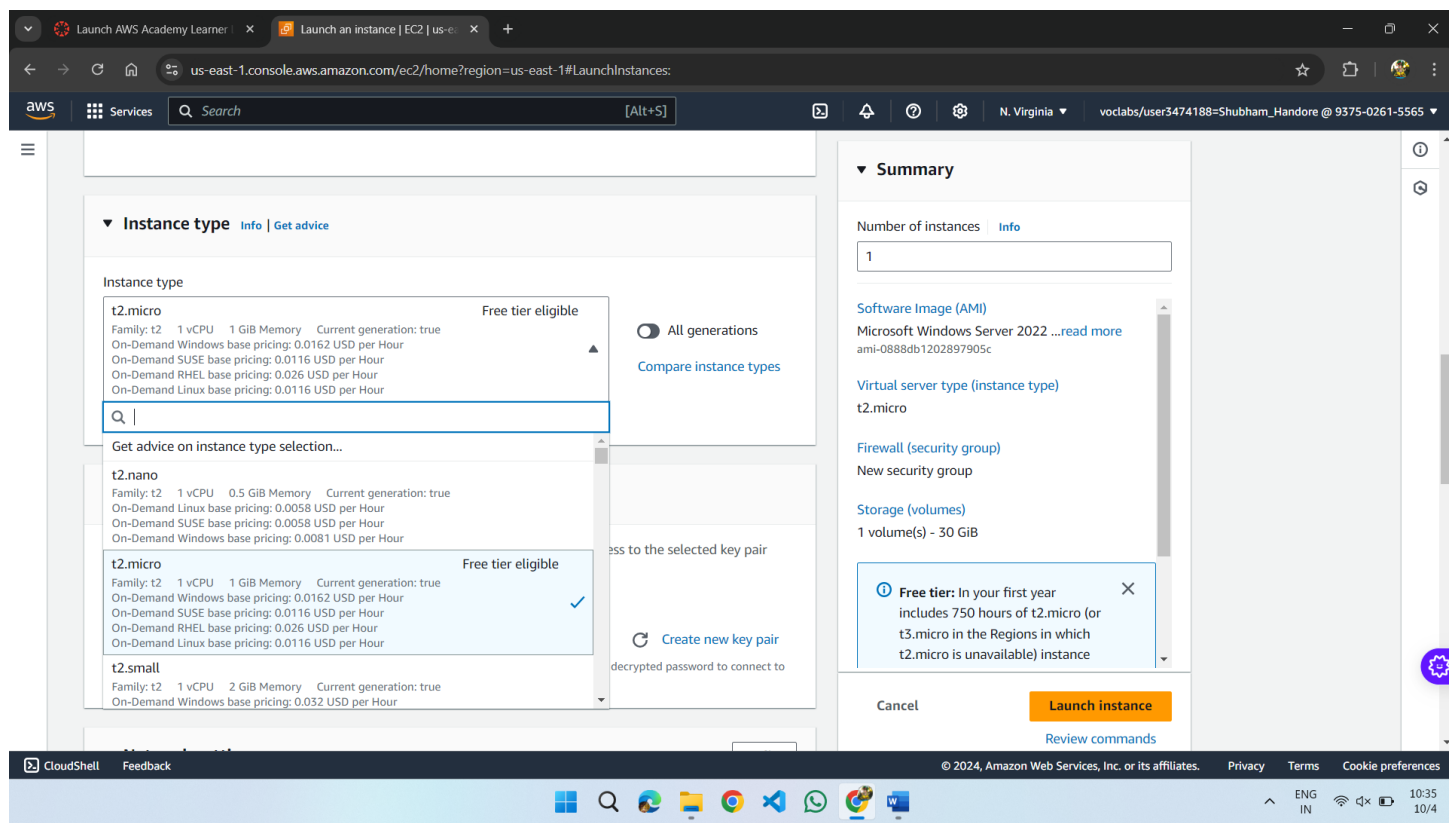 Launch AWS Academy Learner
Launch an instance | EC2 | us-ea
us-east-1.console.aws.amazon.com/ec2/home?region=us-east-1#LaunchInstances:
aws
Services
Search
[Alt+S]
N. Virginia
voclabs/user3474188=Shubham_Handore @ 9375-0261-5565
Instance type Info | Get advice
Instance type
t2.micro Free tier eligible
Family: t2 1 vCPU 1 GiB Memory Current generation: true
On-Demand Windows base pricing: 0.0162 USD per Hour
On-Demand SUSE base pricing: 0.0116 USD per Hour
On-Demand RHEL base pricing: 0.026 USD per Hour
On-Demand Linux base pricing: 0.0116 USD per Hour
All generations
Compare instance types
Get advice on instance type selection...
t2.nano
Family: t2 1 vCPU 0.5 GiB Memory Current generation: true
On-Demand Linux base pricing: 0.0058 USD per Hour
On-Demand SUSE base pricing: 0.0058 USD per Hour
On-Demand Windows base pricing: 0.0081 USD per Hour
t2.micro Free tier eligible
Family: t2 1 vCPU 1 GiB Memory Current generation: true
On-Demand Windows base pricing: 0.0162 USD per Hour
On-Demand SUSE base pricing: 0.0116 USD per Hour
On-Demand RHEL base pricing: 0.026 USD per Hour
On-Demand Linux base pricing: 0.0116 USD per Hour
t2.small
Family: t2 1 vCPU 2 GiB Memory Current generation: true
On-Demand Windows base pricing: 0.032 USD per Hour
ess to the selected key pair
Create new key pair
decrypted password to connect to
Summary
Number of instances Info
1
Software Image (AMI)
Microsoft Windows Server 2022 ...read more
ami-0888db1202897905c
Virtual server type (instance type)
t2.micro
Firewall (security group)
New security group
Storage (volumes)
1 volume(s) - 30 GiB
Free tier: In your first year
includes 750 hours of t2.micro (or
t3.micro in the Regions in which
t2.micro is unavailable) instance
Cancel
Launch instance
Review commands
CloudShell
Feedback
© 2024, Amazon Web Services, Inc. or its affiliates.
Privacy
Terms
Cookie preferences
ENG
IN
10:35
10/4